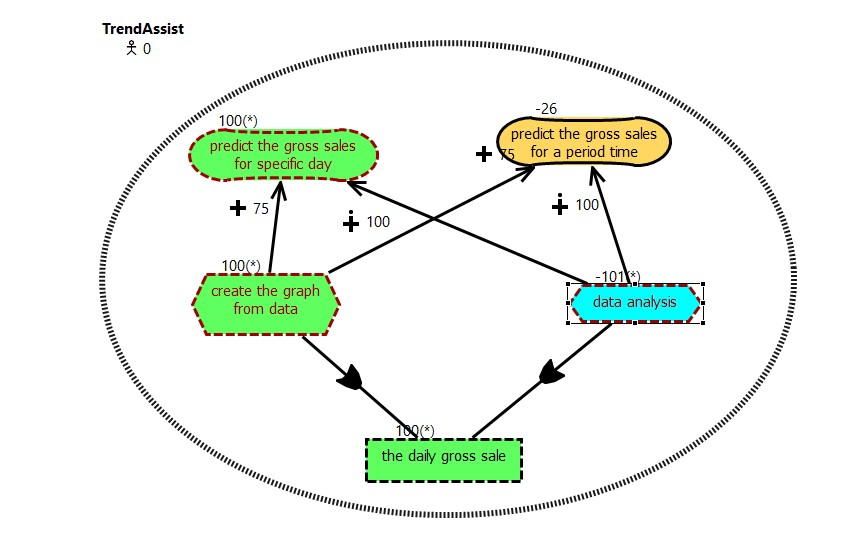 TrendAssist
0
100(*)
-26
predict the gross sales
for specific day
predict the gross sales
for a period time
75
75
100
100
100(*)
-101(*)
create the graph
from data
data analysis
100(*)
the daily gross sale